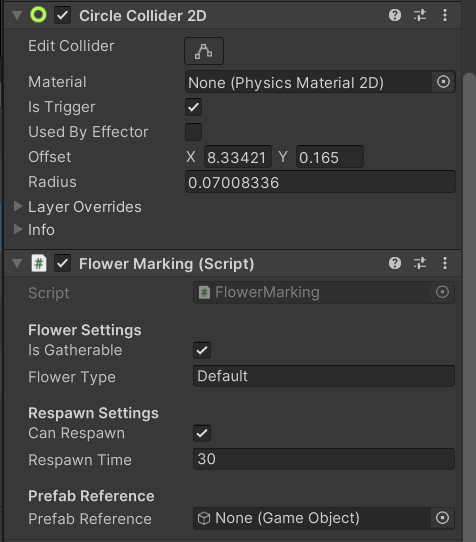 Circle Collider 2D
Edit Collider
Material None (Physics Material 2D)
Is Trigger
Used By Effector
Offset X 8.33421 Y 0.165
Radius 0.07008336
Layer Overrides
Info
# Flower Marking (Script)
Script # FlowerMarking
Flower Settings
Is Gatherable
Flower Type Default
Respawn Settings
Can Respawn
Respawn Time 30
Prefab Reference
Prefab Reference None (Game Object)